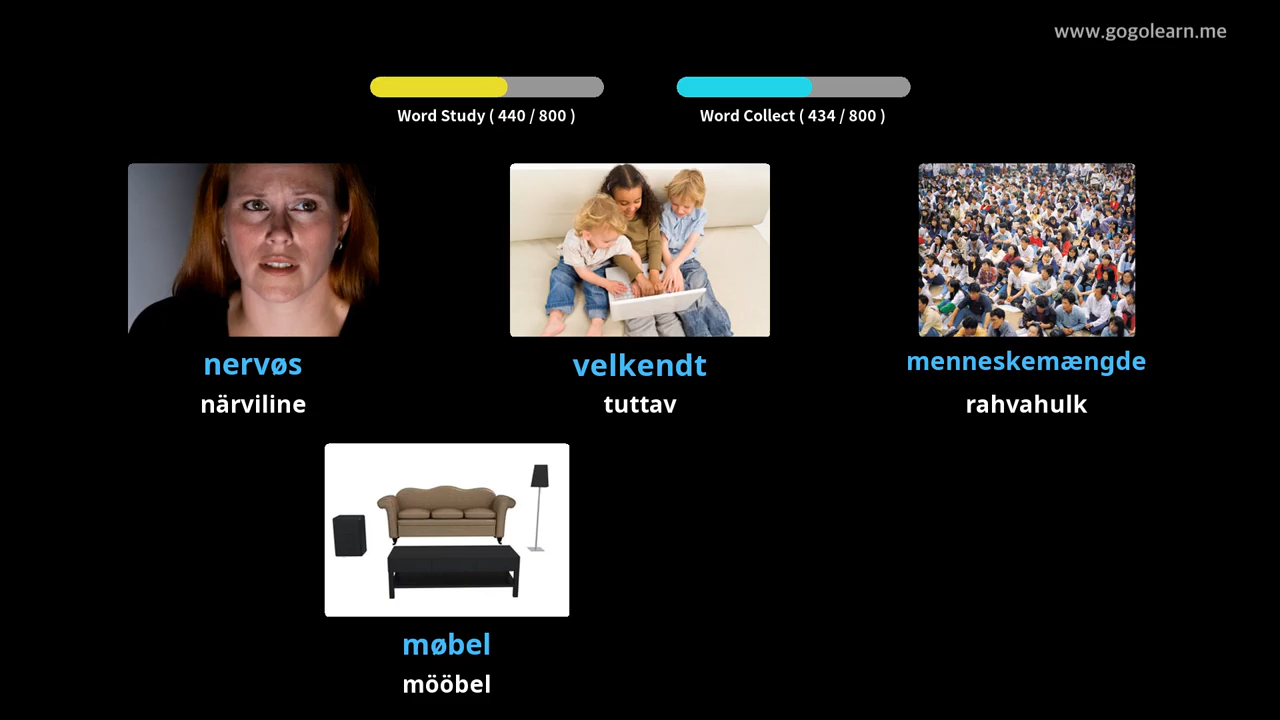 www.gogolearn.me
Word Study ( 440 / 800 )
Word Collect ( 434 / 800 )
nervøs
närviline
velkendt
tuttav
menneskemængde
rahvahulk
møbel
mööbel